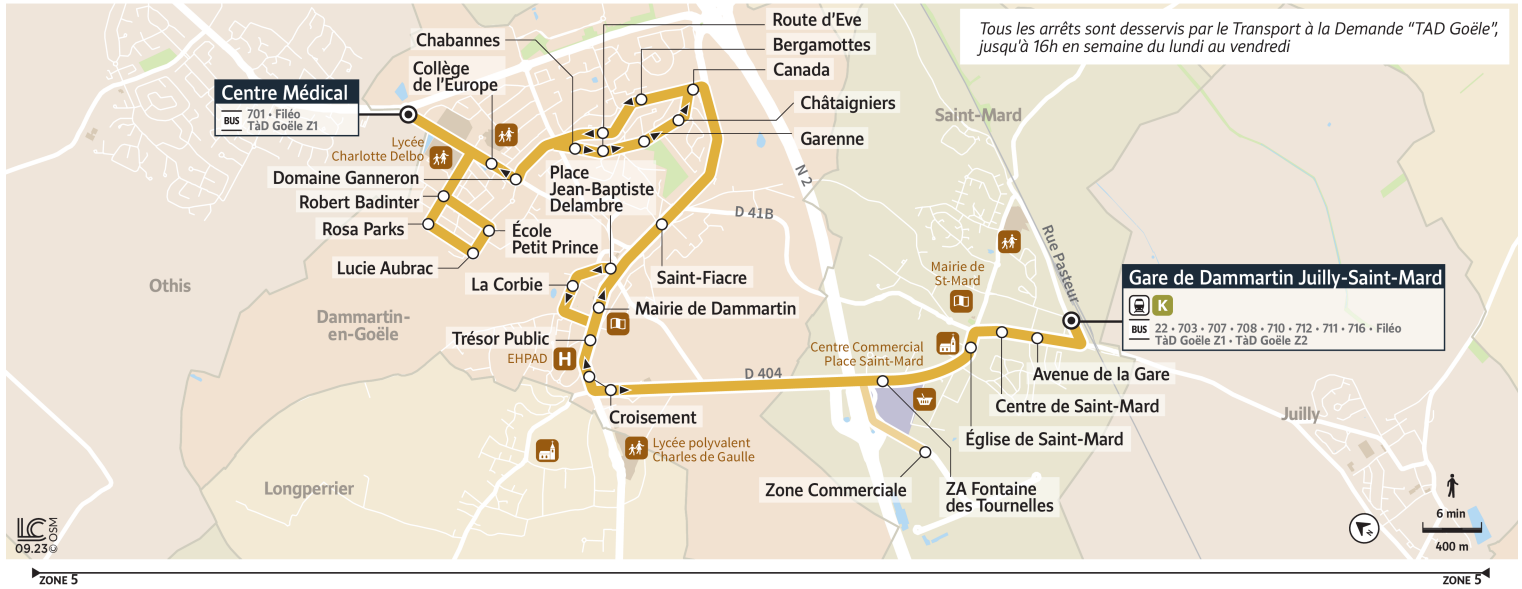 Tous les arrêts sont desservis par le Transport à la Demande “TAD Goële”,
jusqu'à 16h en semaine du lundi au vendredi
Route d’Eve
Chabannes
Bergamottes
Collège
de l’Europe
Canada
Centre Médical
BUS
701 • Filéo
TàD Goële Z1
Châtaigniers
Saint-Mard
Garenne
Lycée
Charlotte Delbo
Domaine Ganneron
Place
Jean-Baptiste
Delambre
N 2
Robert Badinter
D 41B
Rosa Parks
École
Petit Prince
Rue Pasteur
Lucie Aubrac
Saint-Fiacre
Mairie de
St-Mard
Gare de Dammartin Juilly-Saint-Mard
K
BUS
22 • 703 • 707 • 708 • 710 • 712 • 711 • 716 • Filéo
TàD Goële Z1 • TàD Goële Z2
Othis
La Corbie
Mairie de Dammartin
Dammartin-
en-Goële
Trésor Public
EHPAD
H
Centre Commercial
Place Saint-Mard
D 404
Avenue de la Gare
Centre de Saint-Mard
Croisement
Juilly
Église de Saint-Mard
Lycée polyvalent
Charles de Gaulle
Longperrier
Zone Commerciale
ZA Fontaine
des Tournelles
LC
09.23 © OSM
6 min
400 m
ZONE 5
ZONE 5